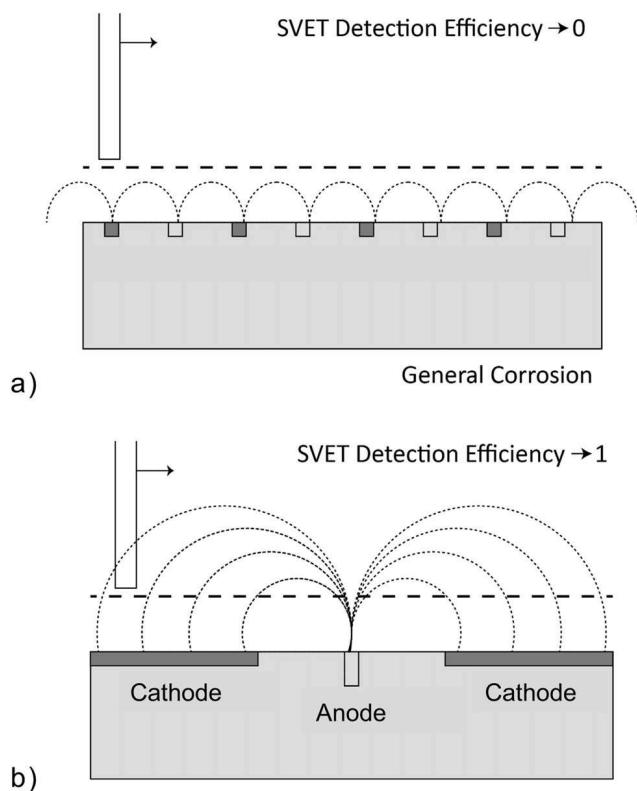 SVET Detection Efficiency → 0
a)
General Corrosion
SVET Detection Efficiency → 1
Cathode
Anode
Cathode
b)